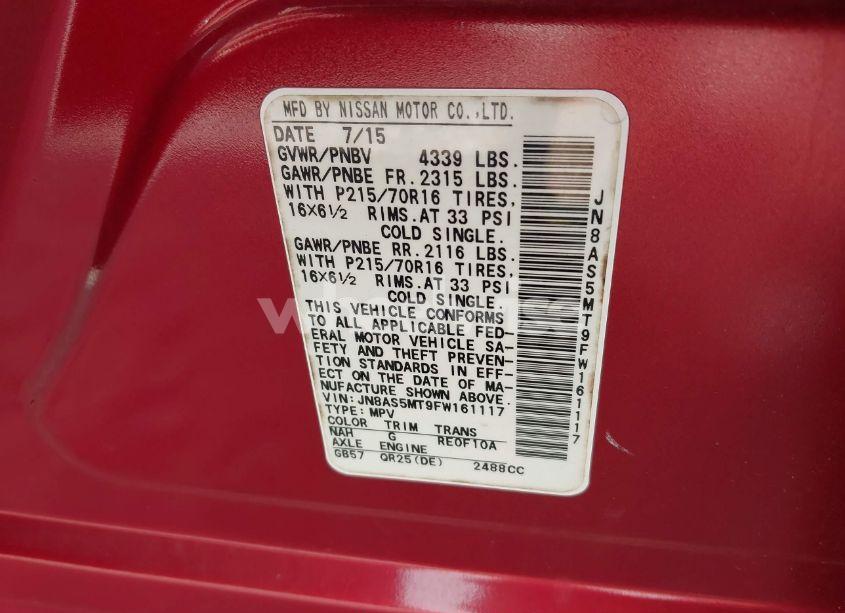 MFD BY NISSAN MOTOR CO.,LTD.
DATE 7/15
GVWR/PNBV 4339 LBS.
GAWR/PNBE FR. 2315 LBS.
WITH P215/70R16 TIRES,
16×6½ RIMS. AT 33 PSI
COLD SINGLE.
GAWR/PNBE RR. 2116 LBS.
WITH P215/70R16 TIRES,
16×6½ RIMS. AT 33 PSI
COLD SINGLE.
THIS VEHICLE CONFORMS
TO ALL APPLICABLE FED-
ERAL MOTOR VEHICLE SA-
FETY AND THEFT PREVEN-
TION STANDARDS IN EFF-
ECT ON THE DATE OF MA-
NUFACTURE SHOWN ABOVE.
VIN: JN8AS5MT9FW161117
TYPE: MPV
COLOR TRIM TRANS
NAH G RE0F10A
AXLE ENGINE
GB57 QR25(DE) 2488CC
JN8AS5MT9FW161117